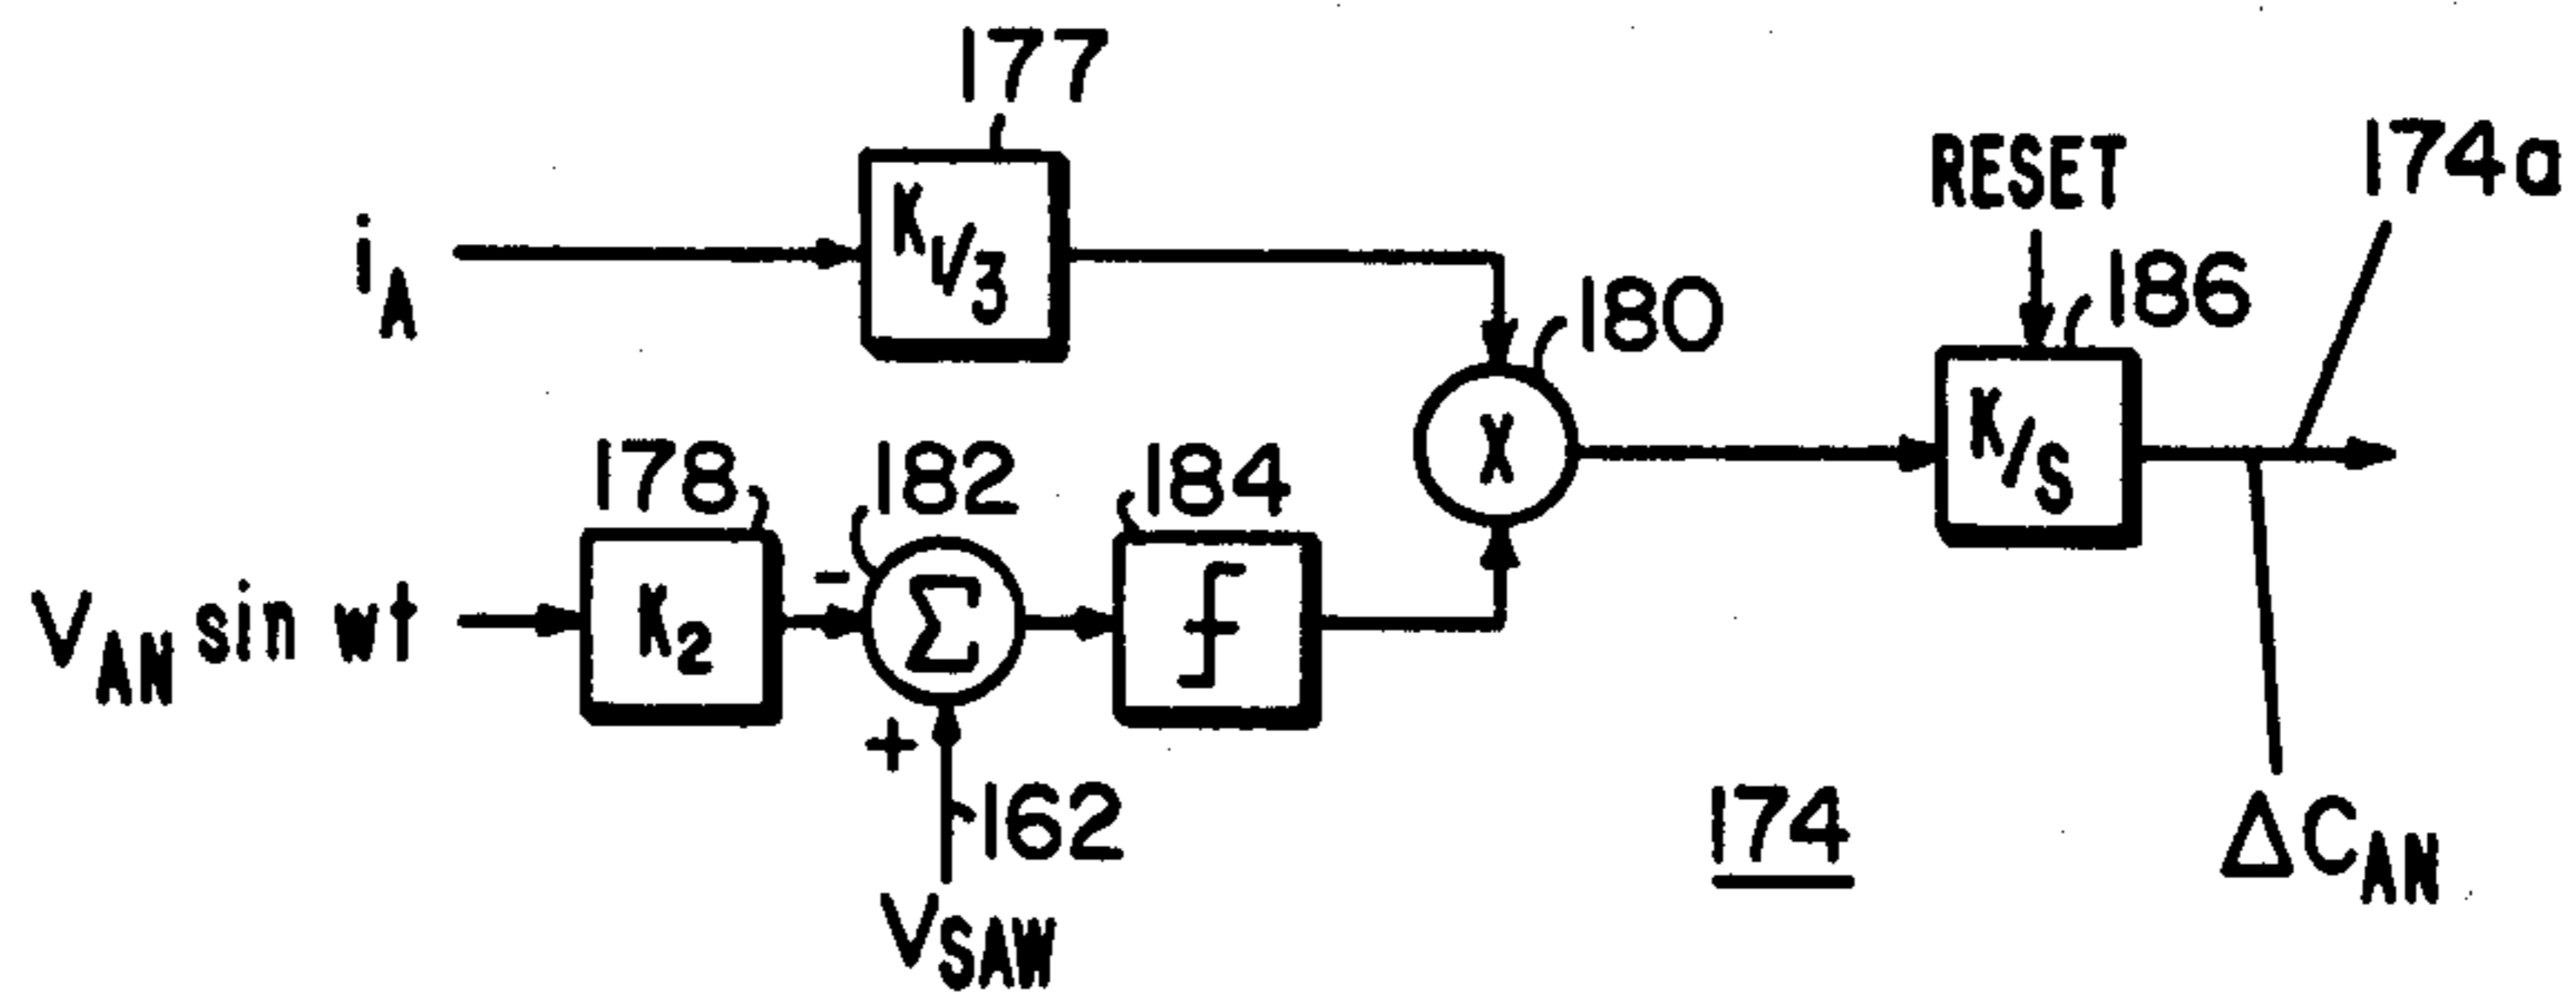 177
i_A
K_1/3
RESET
174a
180
186
X
K/S
V_AN sin wt
178
K_2
182
-
Σ
+
184
162
V_SAW
174
ΔC_AN